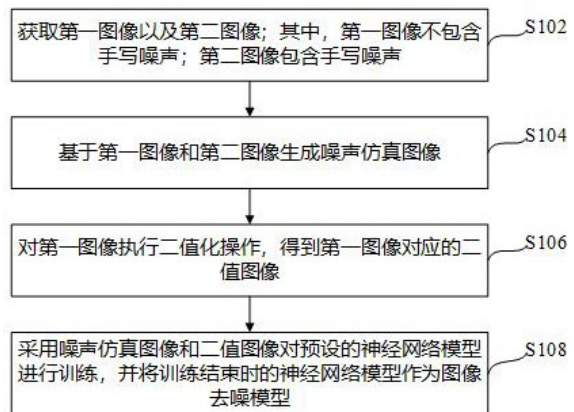 获取第一图像以及第二图像；其中，第一图像不包含
手写噪声；第二图像包含手写噪声
S102
基于第一图像和第二图像生成噪声仿真图像
S104
对第一图像执行二值化操作，得到第一图像对应的二
值图像
S106
采用噪声仿真图像和二值图像对预设的神经网络模型
进行训练，并将训练结束时的神经网络模型作为图像
去噪模型
S108